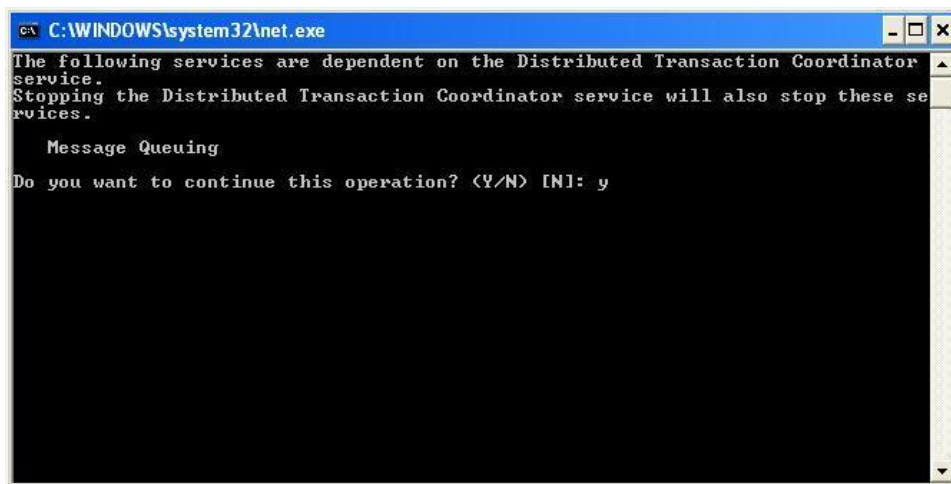 C:\WINDOWS\system32\net.exe
The following services are dependent on the Distributed Transaction Coordinator
service.
Stopping the Distributed Transaction Coordinator service will also stop these se
rvices.
Message Queuing
Do you want to continue this operation? (Y/N) [N]: y